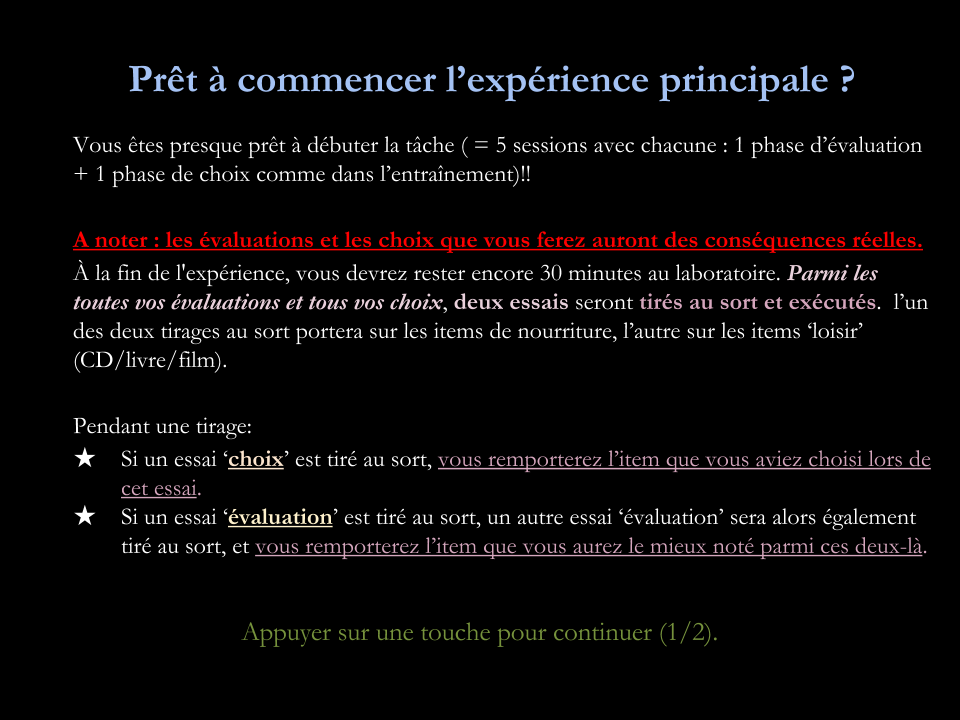 Prêt à commencer l’expérience principale ?
Vous êtes presque prêt à débuter la tâche ( = 5 sessions avec chacune : 1 phase d’évaluation
+ 1 phase de choix comme dans l’entraînement)!!
A noter : les évaluations et les choix que vous ferez auront des conséquences réelles.
À la fin de l'expérience, vous devrez rester encore 30 minutes au laboratoire. Parmi les
toutes vos évaluations et tous vos choix, deux essais seront tirés au sort et exécutés. l’un
des deux tirages au sort portera sur les items de nourriture, l’autre sur les items ‘loisir’
(CD/livre/film).
Pendant une tirage:
★ Si un essai ‘choix’ est tiré au sort, vous remporterez l’item que vous aviez choisi lors de
cet essai.
★ Si un essai ‘évaluation’ est tiré au sort, un autre essai ‘évaluation’ sera alors également
tiré au sort, et vous remporterez l’item que vous aurez le mieux noté parmi ces deux-là.
Appuyer sur une touche pour continuer (1/2).